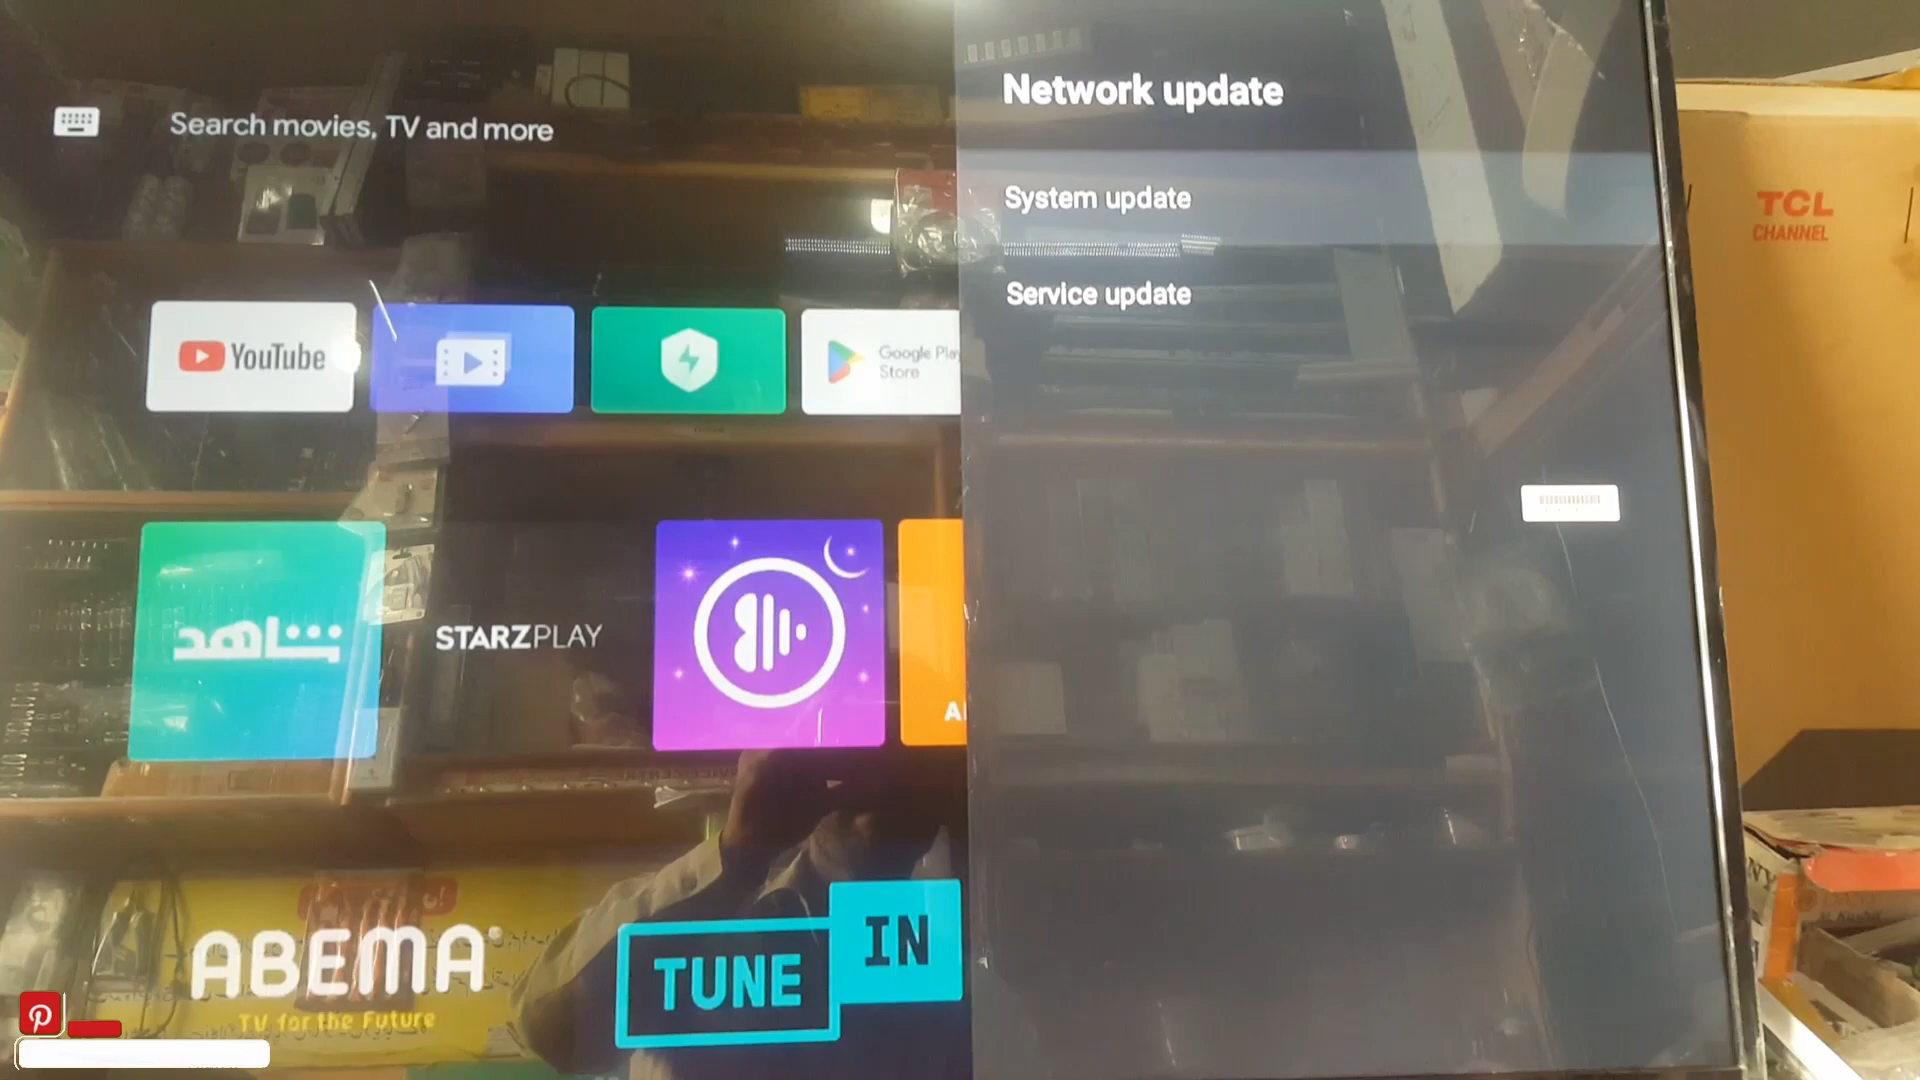 Search movies, TV and more
Network update
System update
Service update
YouTube
Google Play
Store
شاهد
STARZPLAY
ABEMA
TV for the Future
TUNE
IN
TCL
CHANNEL